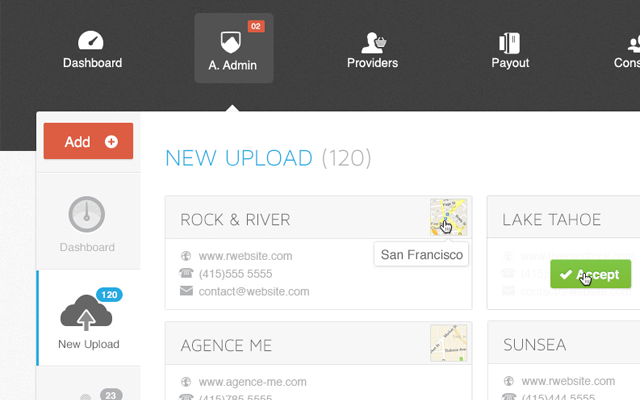 02
Dashboard
A. Admin
Providers
Payout
Cons
Add
NEW UPLOAD (120)
Dashboard
120
New Upload
23
ROCK & RIVER
www.rwebsite.com
(415)555 5555
contact@website.com
San Francisco
LAKE TAHOE
Accept
AGENCE ME
www.agence-me.com
(415)785 5555
SUNSEA
www.rwebsite.com
(415)444 5555